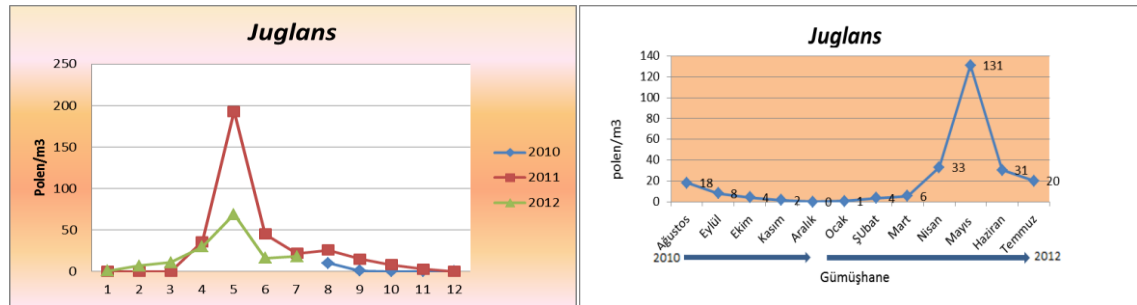 Juglans
250
200
150
100
50
0
Polen/m3
1 2 3 4 5 6 7 8 9 10 11 12
2010
2011
2012
Juglans
140
120
100
80
60
40
20
0
polen/m3
18 8 4 2 0 1 4 6 33 131 31 20
Ağustos Eylül Ekim Kasım Aralık Ocak ŞUbat Mart Nisan Mayıs Haziran Temmuz
2010 2012
Gümüşhane